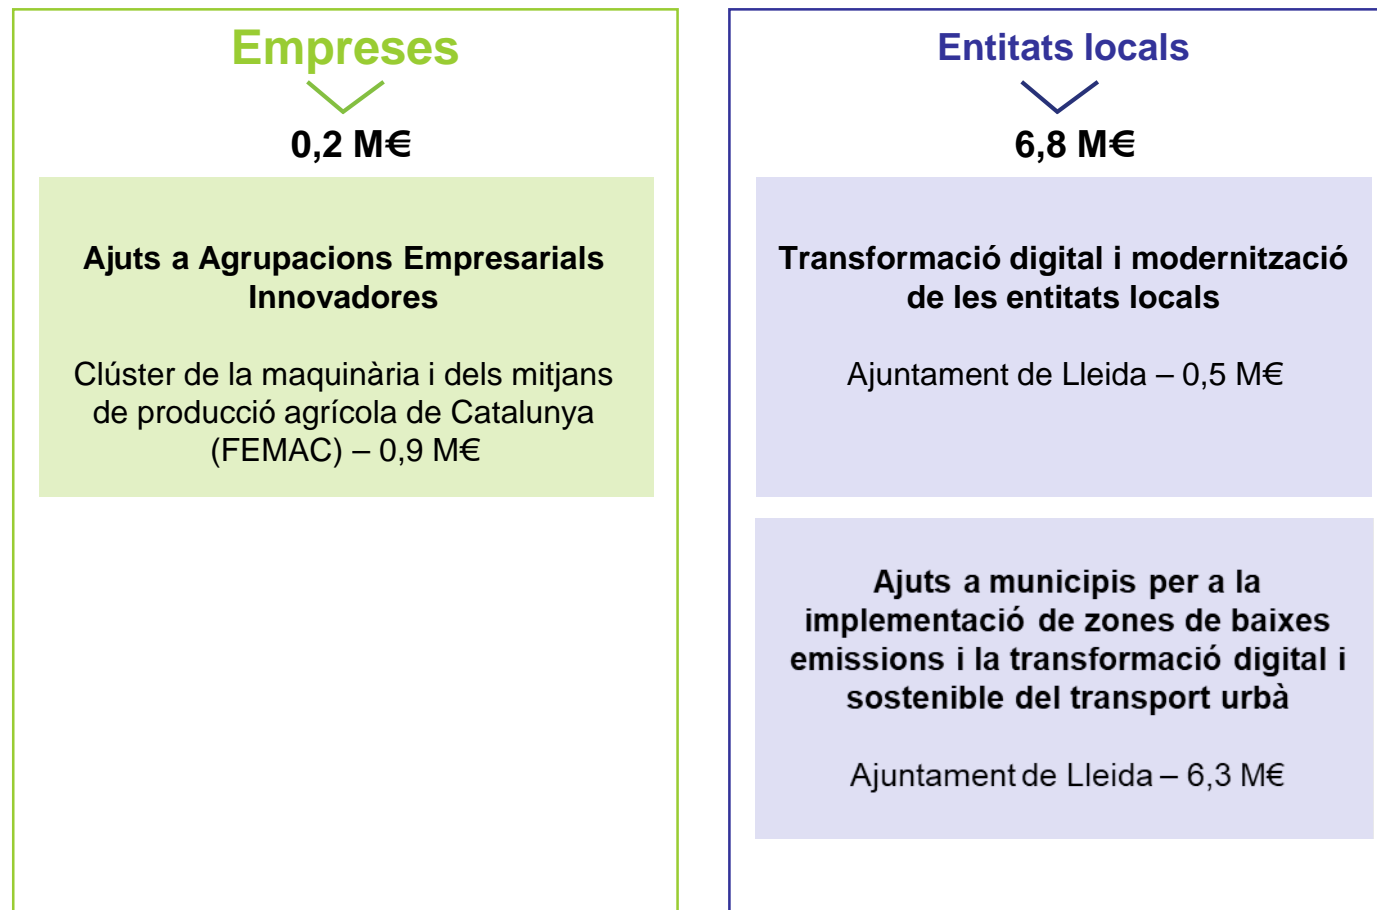 Empreses
0,2 M€
Ajuts a Agrupacions Empresarials
Innovadores
Clúster de la maquinària i dels mitjans
de producció agrícola de Catalunya
(FEMAC) – 0,9 M€
Entitats locals
6,8 M€
Transformació digital i modernització
de les entitats locals
Ajuntament de Lleida – 0,5 M€
Ajuts a municipis per a la
implementació de zones de baixes
emissions i la transformació digital i
sostenible del transport urbà
Ajuntament de Lleida – 6,3 M€